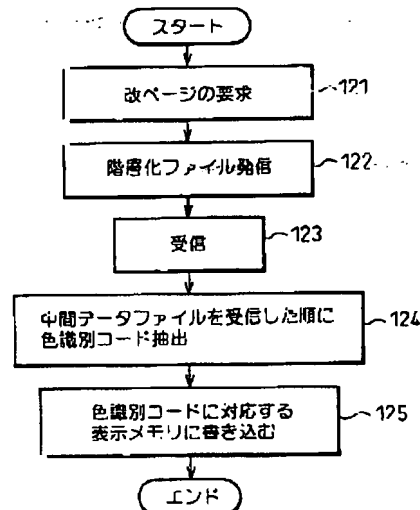 スタート
改ページの要求
121
階層化ファイル発信
122
受信
123
中間データファイルを受信した順に
色識別コード抽出
124
色識別コードに対応する
表示メモリに書き込む
125
エンド